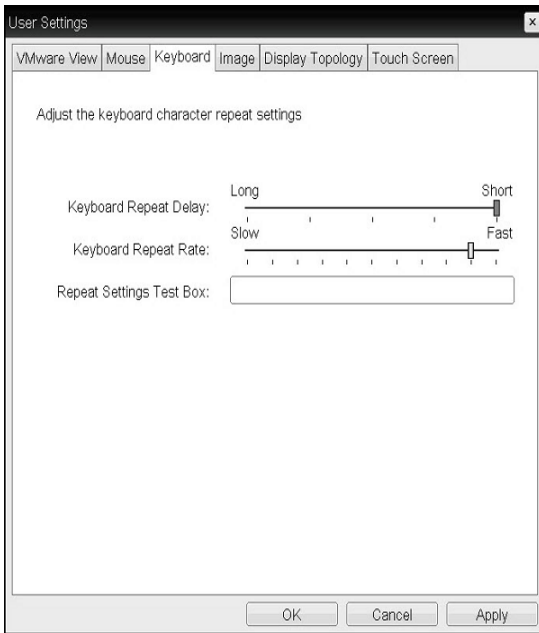 User Settings x
VMware View Mouse Keyboard Image Display Topology Touch Screen
Adjust the keyboard character repeat settings
Long Short
Keyboard Repeat Delay:
Slow Fast
Keyboard Repeat Rate:
Repeat Settings Test Box:
OK Cancel Apply